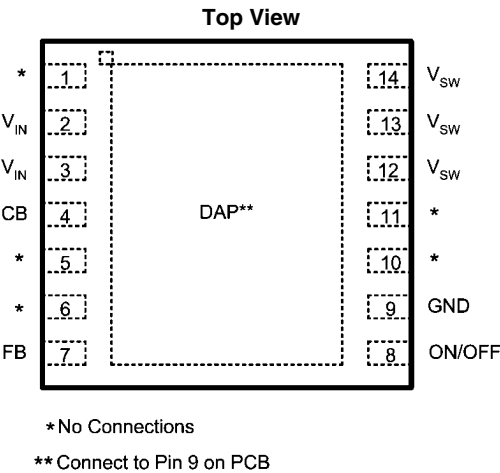 Top View
* 1 14 VSW
VIN 2 13 VSW
VIN 3 12 VSW
CB 4 DAP** 11 *
* 5 10 *
* 6 9 GND
FB 7 8 ON/OFF
* No Connections
** Connect to Pin 9 on PCB